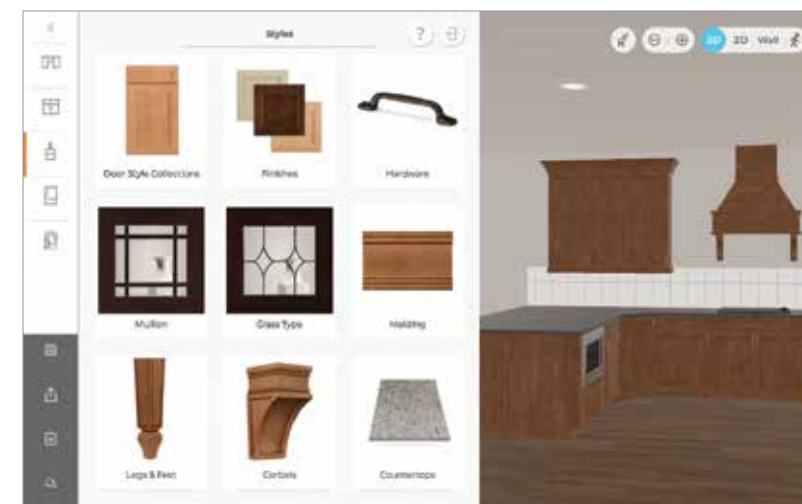 Styles
?
3D 2D Wall
Door Style Collections
Finishes
Hardware
Mullion
Glass Type
Molding
Legs & Feet
Corbels
Countertops